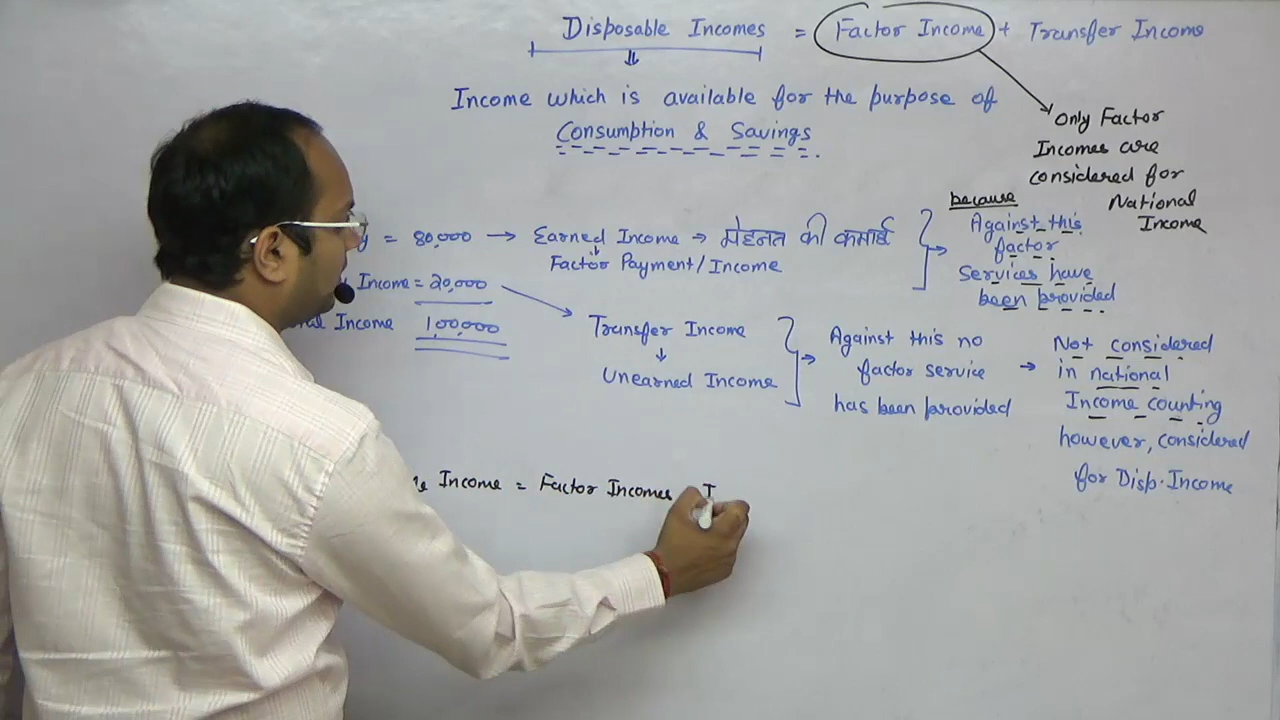 Disposable Incomes = Factor Income + Transfer Income
Income which is available for the purpose of
Consumption & Savings
only Factor
Incomes are
considered for
National
Income
= 80,000 → Earned Income → मेहनत की कमाई
Factor Payment/Income
because
Against this
factor
Services have
been provided
Income = 20,000
Income 1,00,000
Transfer Income
↓
Unearned Income
Against this no
factor service
has been provided
→ Not considered
in national
Income counting
however, considered
for Disp. Income
Income = Factor Incomes